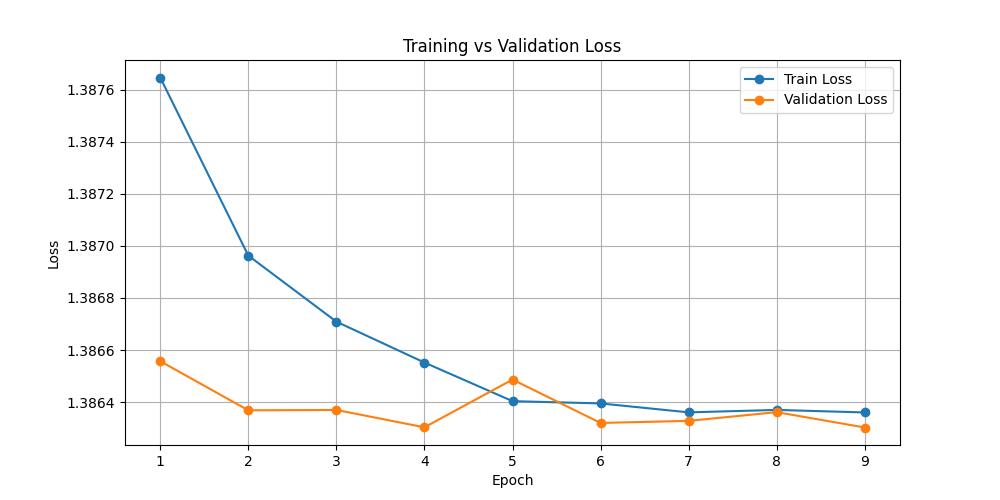 Training vs Validation Loss
Train Loss
Validation Loss
1.3876
1.3874
1.3872
1.3870
1.3868
1.3866
1.3864
Loss
1 2 3 4 5 6 7 8 9
Epoch